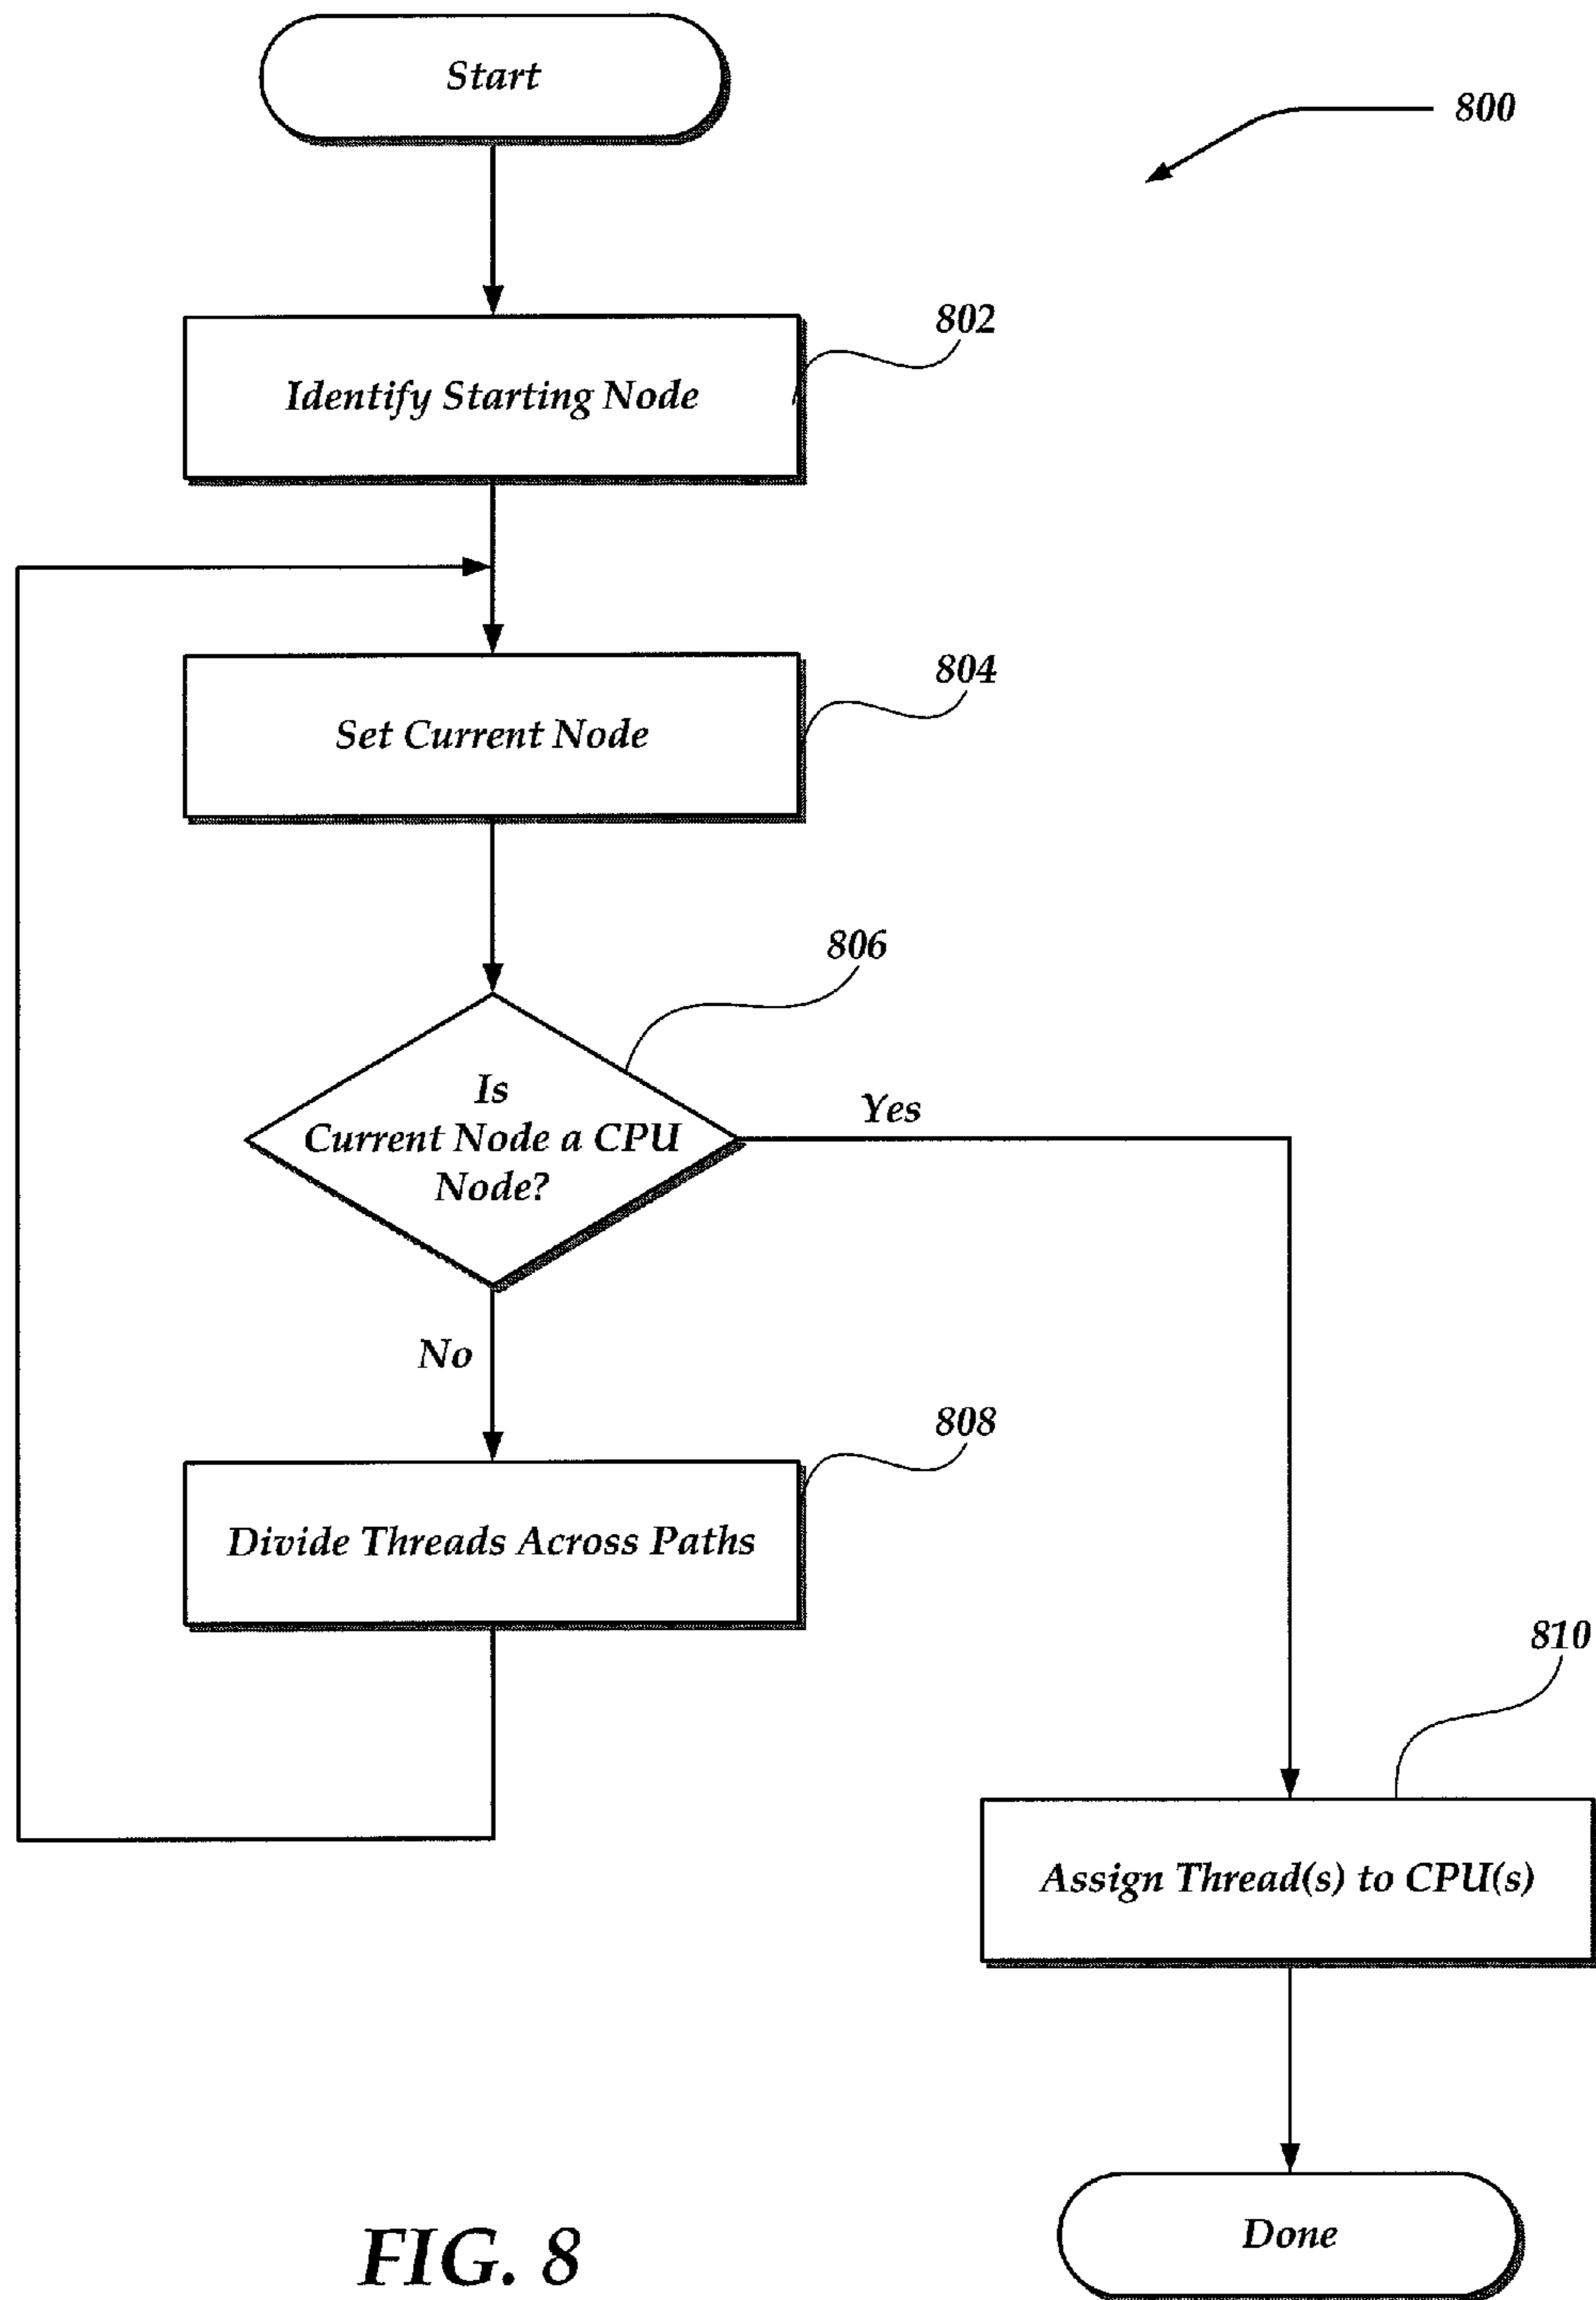 Start
800
802
Identify Starting Node
804
Set Current Node
806
Is
Current Node a CPU
Node?
Yes
No
808
Divide Threads Across Paths
810
Assign Thread(s) to CPU(s)
Done
FIG. 8